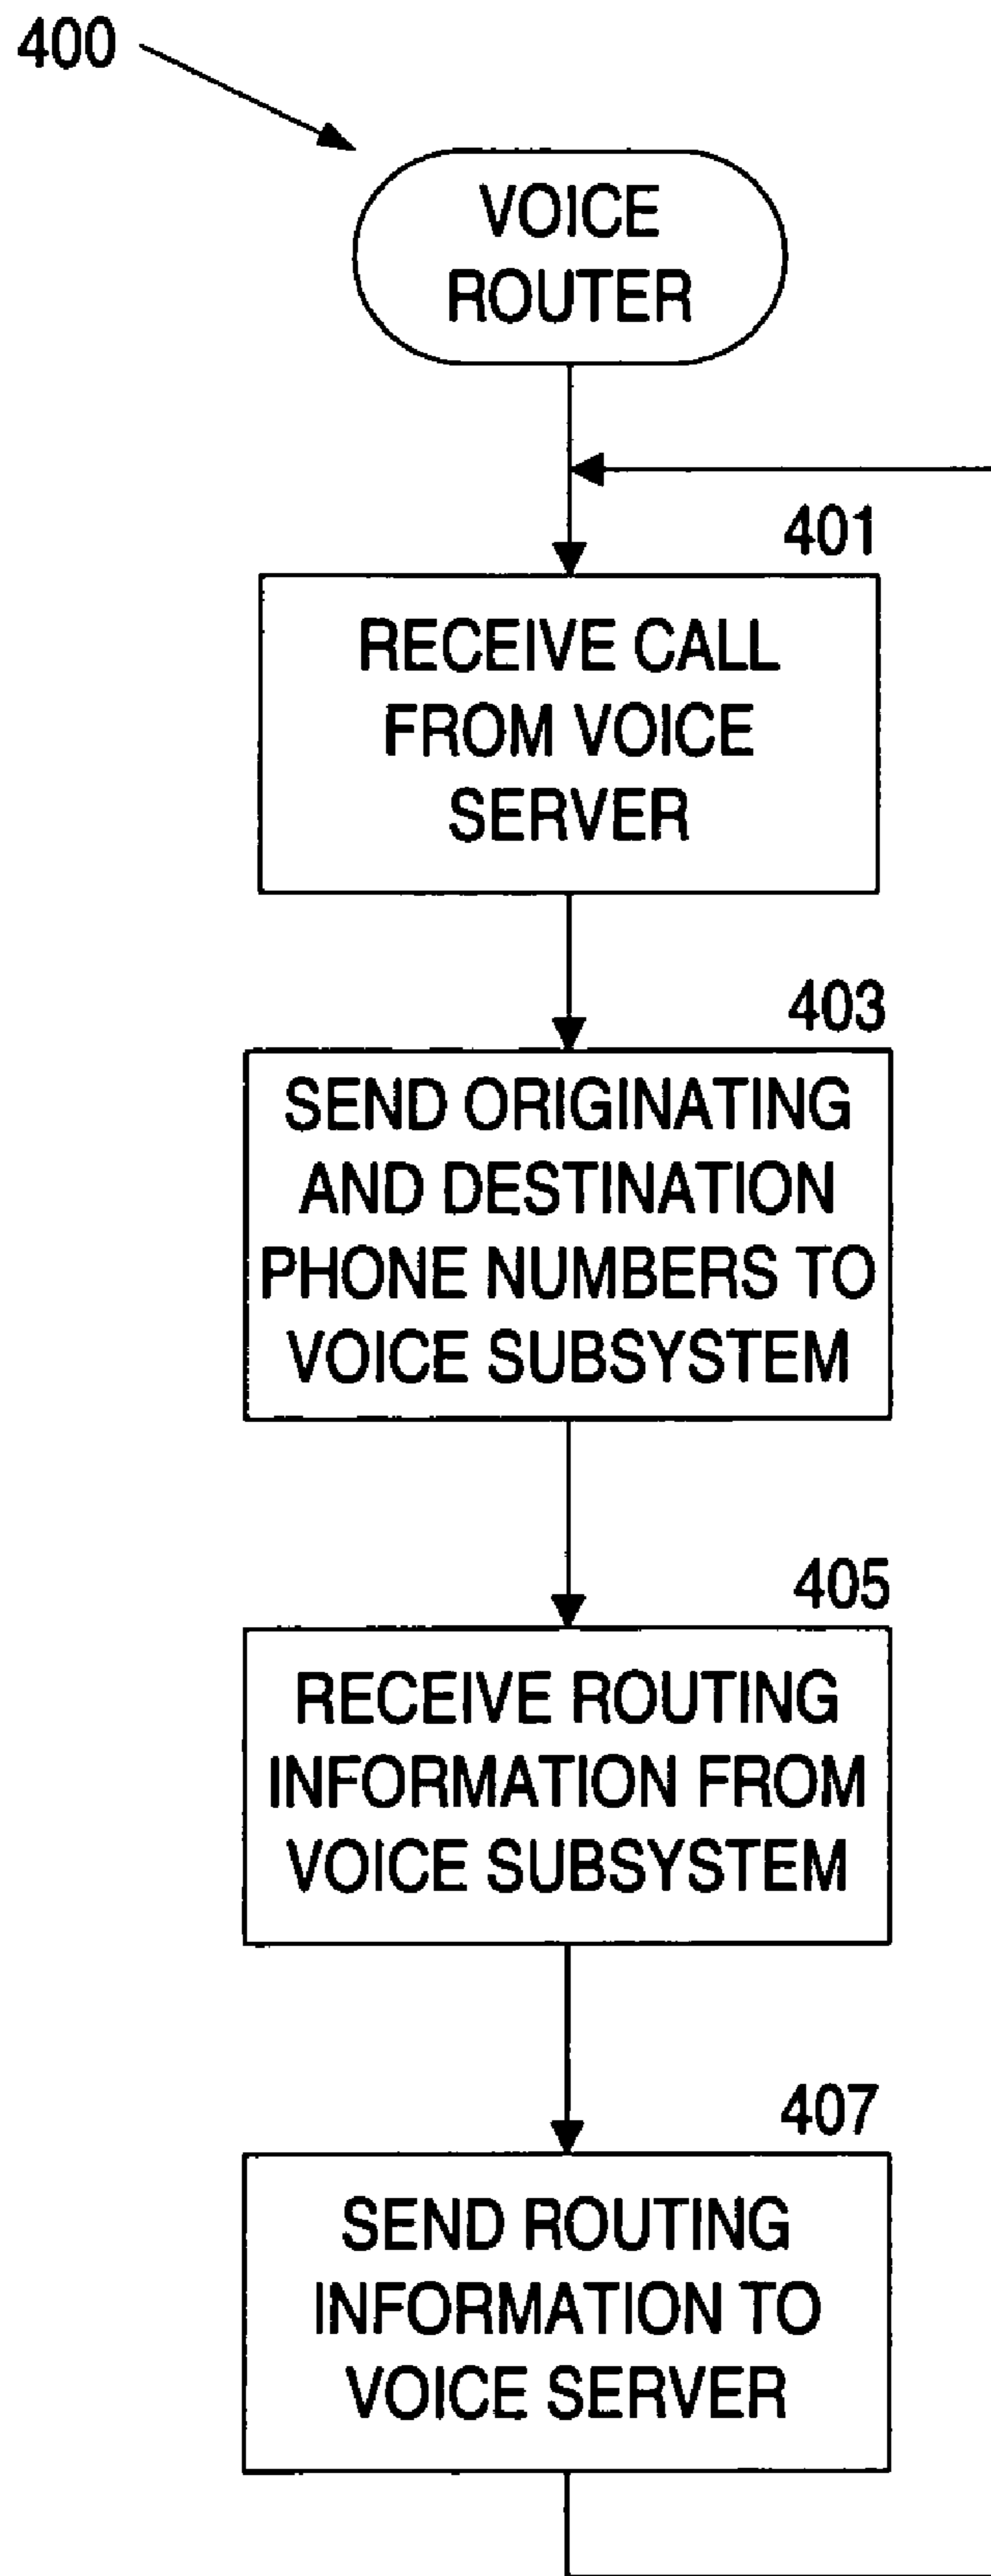 400
VOICE
ROUTER
401
RECEIVE CALL
FROM VOICE
SERVER
403
SEND ORIGINATING
AND DESTINATION
PHONE NUMBERS TO
VOICE SUBSYSTEM
405
RECEIVE ROUTING
INFORMATION FROM
VOICE SUBSYSTEM
407
SEND ROUTING
INFORMATION TO
VOICE SERVER